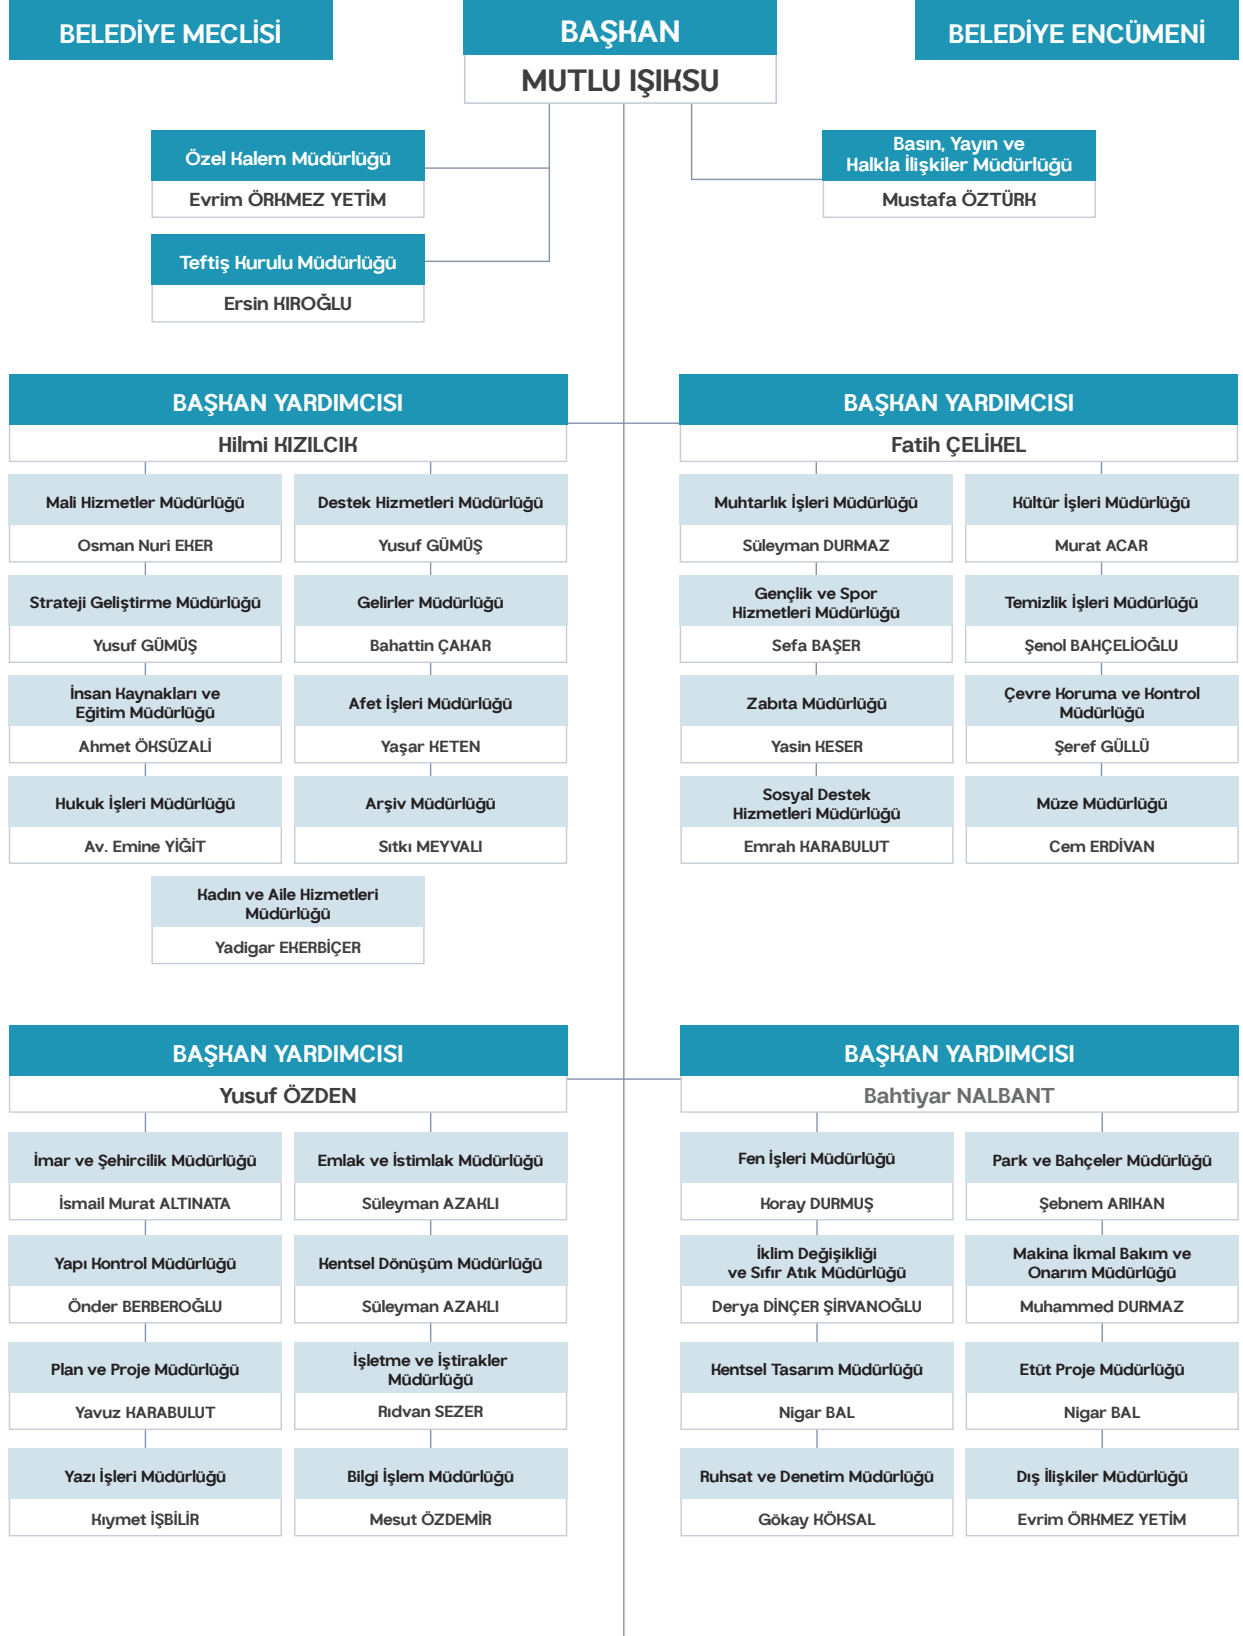 BELEDİYE MECLİSİ
BAŞKAN
BELEDİYE ENCÜMENİ
MUTLU IŞIKSU
Özel Kalem Müdürlüğü
Evrim ÖRKMEZ YETİM
Basın, Yayın ve
Halkla İlişkiler Müdürlüğü
Mustafa ÖZTÜRK
Teftiş Kurulu Müdürlüğü
Ersin KIROĞLU
BAŞKAN YARDIMCISI
Hilmi KIZILCIK
Mali Hizmetler Müdürlüğü
Osman Nuri EKER
Destek Hizmetleri Müdürlüğü
Yusuf GÜMÜŞ
Strateji Geliştirme Müdürlüğü
Yusuf GÜMÜŞ
Gelirler Müdürlüğü
Bahattin ÇAKAR
İnsan Kaynakları ve
Eğitim Müdürlüğü
Ahmet ÖKSÜZALİ
Afet İşleri Müdürlüğü
Yaşar KETEN
Hukuk İşleri Müdürlüğü
Av. Emine YİĞİT
Arşiv Müdürlüğü
Sıtkı MEYVALI
Kadın ve Aile Hizmetleri
Müdürlüğü
Yadigar EKERBİÇER
BAŞKAN YARDIMCISI
Fatih ÇELİKEL
Muhtarlık İşleri Müdürlüğü
Süleyman DURMAZ
Kültür İşleri Müdürlüğü
Murat ACAR
Gençlik ve Spor
Hizmetleri Müdürlüğü
Sefa BAŞER
Temizlik İşleri Müdürlüğü
Şenol BAHÇELİOĞLU
Zabıta Müdürlüğü
Yasin KESER
Çevre Koruma ve Kontrol
Müdürlüğü
Şeref GÜLLÜ
Sosyal Destek
Hizmetleri Müdürlüğü
Emrah KARABULUT
Müze Müdürlüğü
Cem ERDİVAN
BAŞKAN YARDIMCISI
Yusuf ÖZDEN
İmar ve Şehircilik Müdürlüğü
İsmail Murat ALTINATA
Emlak ve İstimlak Müdürlüğü
Süleyman AZAKLI
Yapı Kontrol Müdürlüğü
Önder BERBEROĞLU
Kentsel Dönüşüm Müdürlüğü
Süleyman AZAKLI
Plan ve Proje Müdürlüğü
Yavuz KARABULUT
İşletme ve İştirakler
Müdürlüğü
Rıdvan SEZER
Yazı İşleri Müdürlüğü
Kıymet İŞBİLİR
Bilgi İşlem Müdürlüğü
Mesut ÖZDEMİR
BAŞKAN YARDIMCISI
Bahtiyar NALBANT
Fen İşleri Müdürlüğü
Koray DURMUŞ
Park ve Bahçeler Müdürlüğü
Şebnem ARIKAN
İklim Değişikliği
ve Sıfır Atık Müdürlüğü
Derya DİNÇER ŞİRVANOĞLU
Makina İkmal Bakım ve
Onarım Müdürlüğü
Muhammed DURMAZ
Kentsel Tasarım Müdürlüğü
Nigar BAL
Etüt Proje Müdürlüğü
Nigar BAL
Ruhsat ve Denetim Müdürlüğü
Gökay KÖKSAL
Dış İlişkiler Müdürlüğü
Evrim ÖRKMEZ YETİM